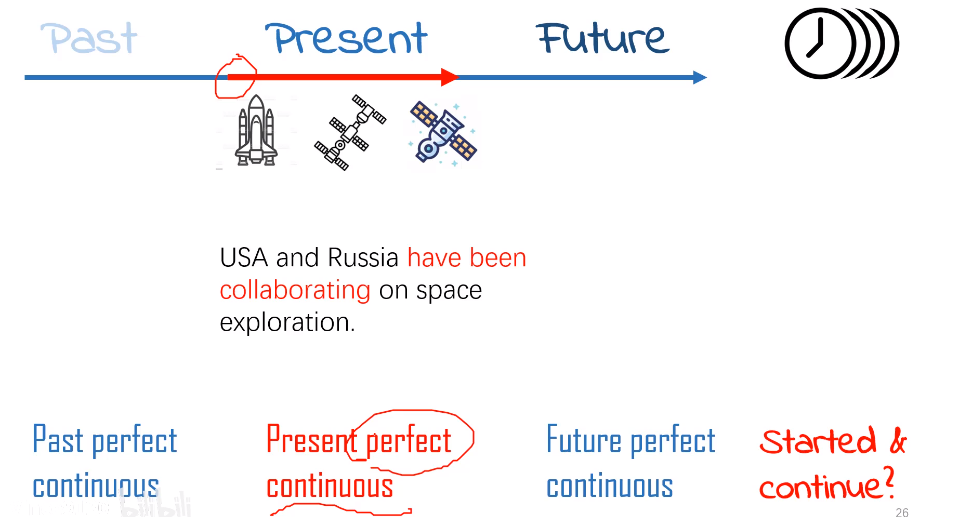 Past
Present
Future
USA and Russia have been
collaborating on space
exploration.
Past perfect
continuous
Present perfect
continuous
Future perfect
continuous
Started &
continue?
bilibili
26